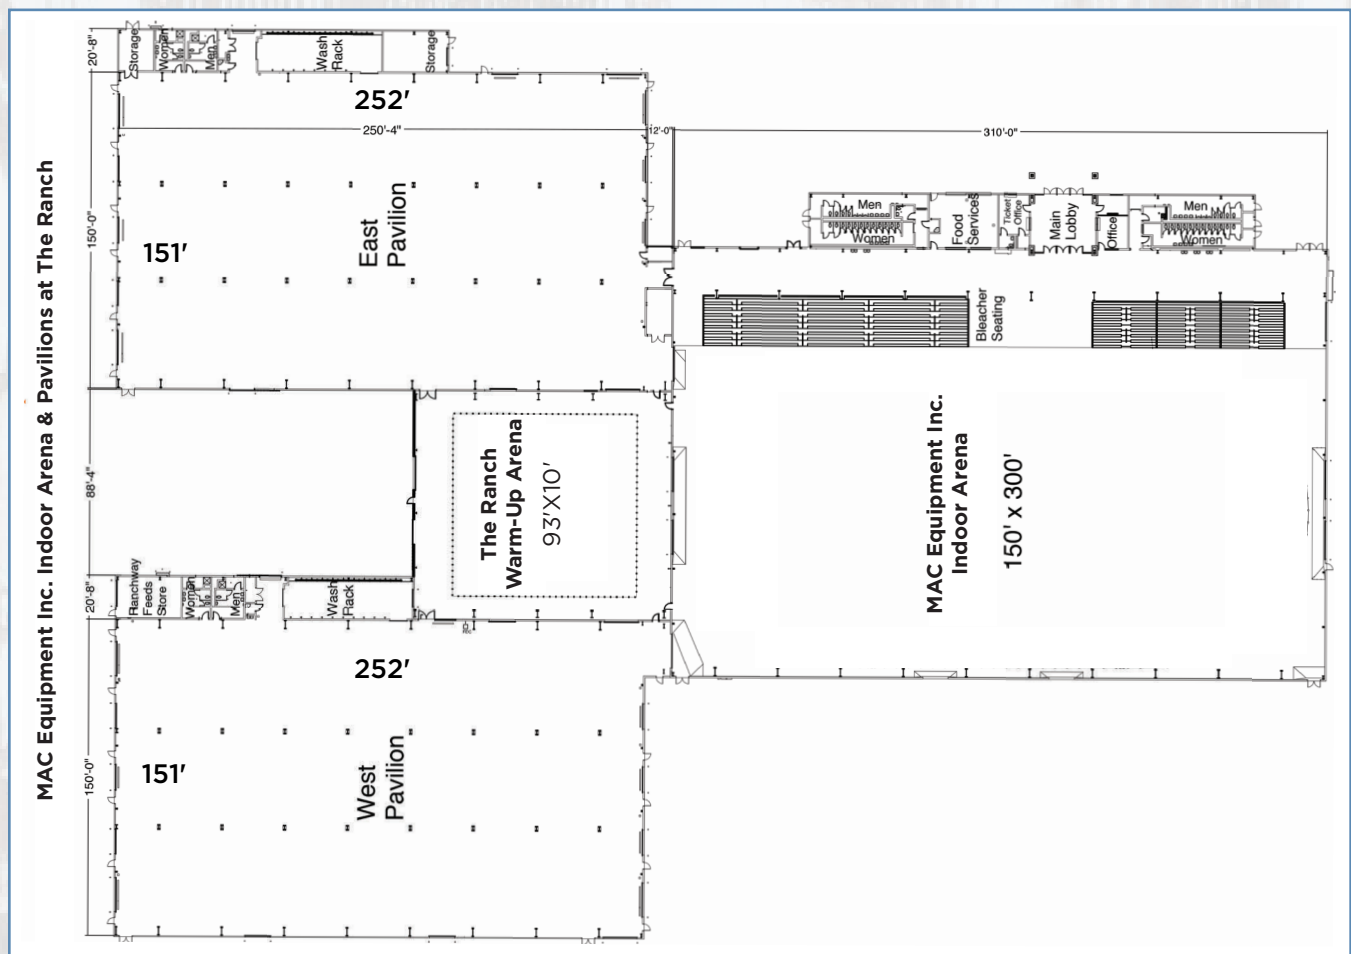 MAC Equipment Inc. Indoor Arena & Pavilions at The Ranch
20'-8"
Storage
Women
Men
Wash
Rack
Storage
252'
250'-4"
12'-0"
310'-0"
150'-0"
151'
East
Pavilion
Men
Women
Food
Services
Ticket
Office
Main
Lobby
Office
Men
Women
Bleacher
Seating
88'-4"
The Ranch
Warm-Up Arena
93'X10'
MAC Equipment Inc.
Indoor Arena
150' x 300'
20'-8"
Ranchway
Feeds
Store
Women
Men
Wash
Rack
252'
150'-0"
151'
West
Pavilion